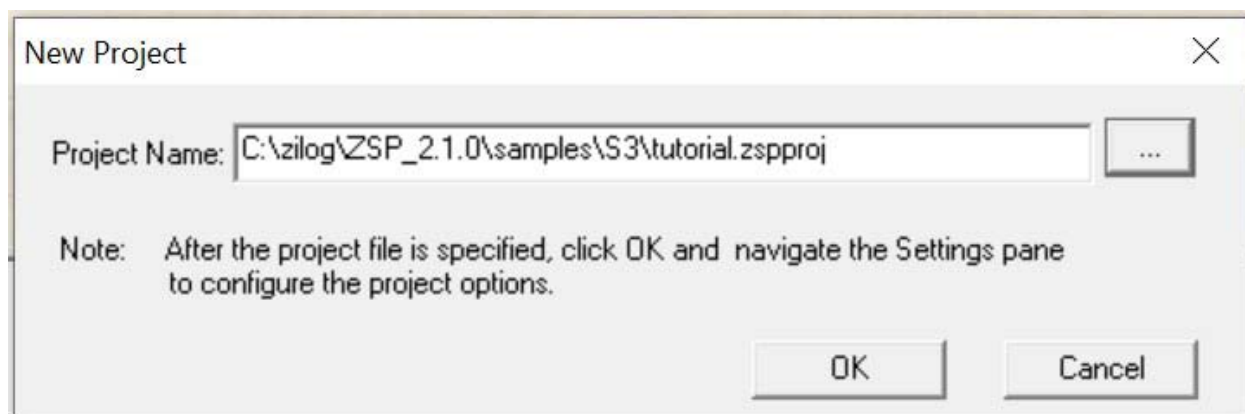 New Project
Project Name: C:\zilog\ZSP_2.1.0\samples\S3\tutorial.zspproj ...
Note: After the project file is specified, click OK and navigate the Settings pane
to configure the project options.
OK Cancel